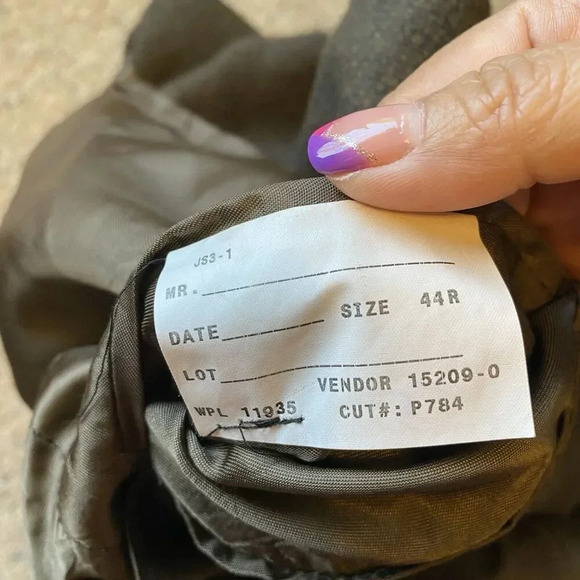 JS3-1
MR.
DATE SIZE 44R
LOT
VENDOR 15209-0
WPL 11935 CUT#: P784